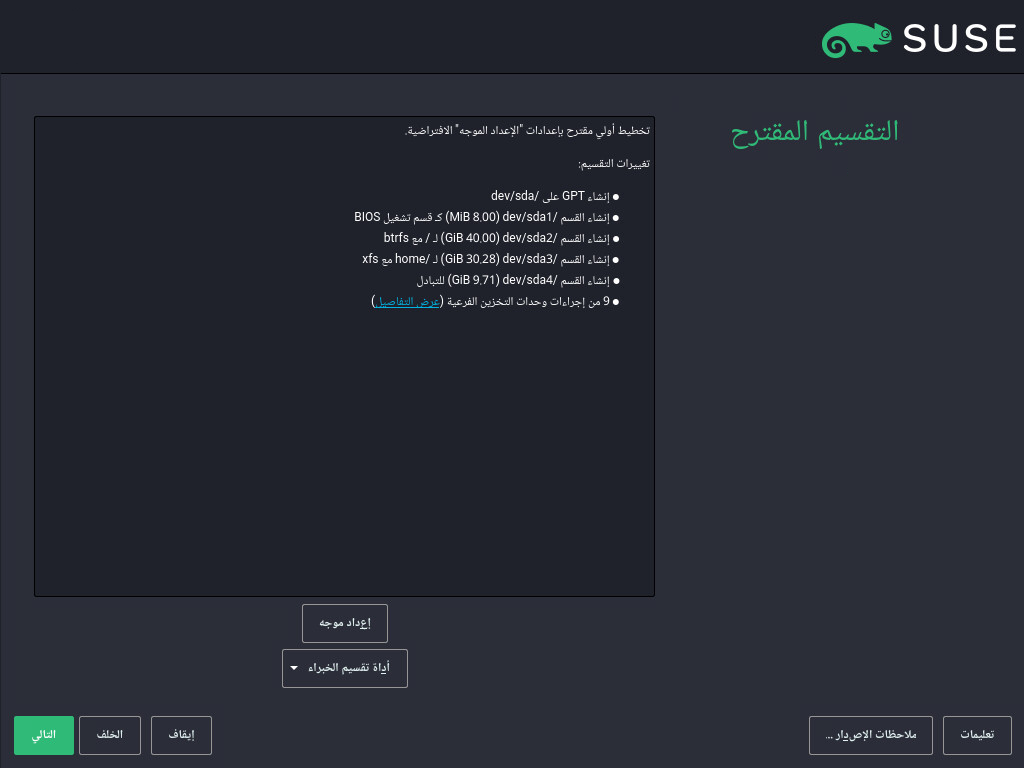 SUSE
التقسيم المقترح
تخطيط أولي مقترح بإعدادات "الإعداد الموجه" الافتراضية.
تغييرات التقسيم:
● إنشاء GPT على /dev/sda
● إنشاء القسم /dev/sda1 (8.00 MiB) كـ قسم تشغيل BIOS
● إنشاء القسم /dev/sda2 (40.00 GiB) لـ / مع btrfs
● إنشاء القسم /dev/sda3 (30.28 GiB) لـ /home مع xfs
● إنشاء القسم /dev/sda4 (9.71 GiB) للتبادل
● 9 من إجراءات وحدات التخزين الفرعية (عرض التفاصيل)
إعداد موجه
أداة تقسيم الخبراء
تعليمات
ملاحظات الإصدار ...
إيقاف
الخلف
التالي